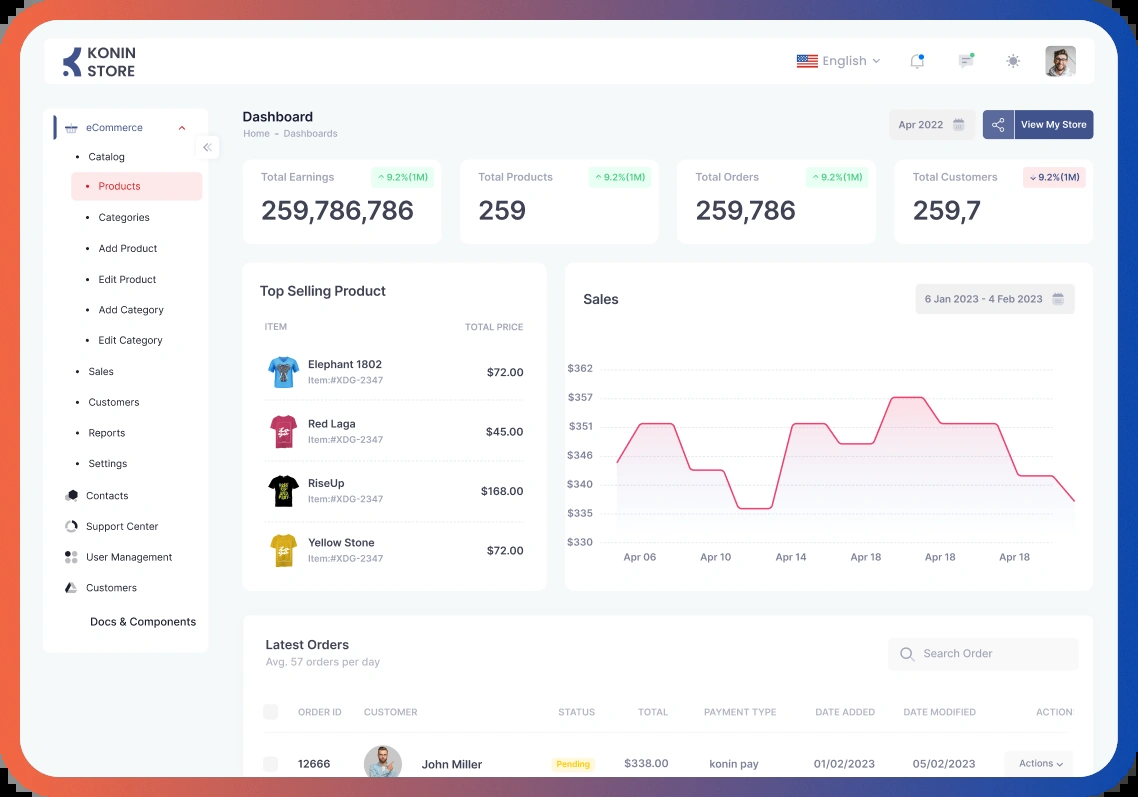 KONIN
STORE
English
eCommerce
Catalog
Products
Categories
Add Product
Edit Product
Add Category
Edit Category
Sales
Customers
Reports
Settings
Contacts
Support Center
User Management
Customers
Docs & Components
Dashboard
Home - Dashboards
Apr 2022
View My Store
Total Earnings 9.2%(1M)
259,786,786
Total Products 9.2%(1M)
259
Total Orders 9.2%(1M)
259,786
Total Customers 9.2%(1M)
259,7
Top Selling Product
ITEM TOTAL PRICE
Elephant 1802
Item:#XDG-2347
$72.00
Red Laga
Item:#XDG-2347
$45.00
RiseUp
Item:#XDG-2347
$168.00
Yellow Stone
Item:#XDG-2347
$72.00
Sales
6 Jan 2023 - 4 Feb 2023
$362
$357
$351
$346
$340
$335
$330
Apr 06 Apr 10 Apr 14 Apr 18 Apr 18 Apr 18
Latest Orders
Avg. 57 orders per day
Search Order
ORDER ID CUSTOMER STATUS TOTAL PAYMENT TYPE DATE ADDED DATE MODIFIED ACTION
12666 John Miller Pending $338.00 konin pay 01/02/2023 05/02/2023 Actions